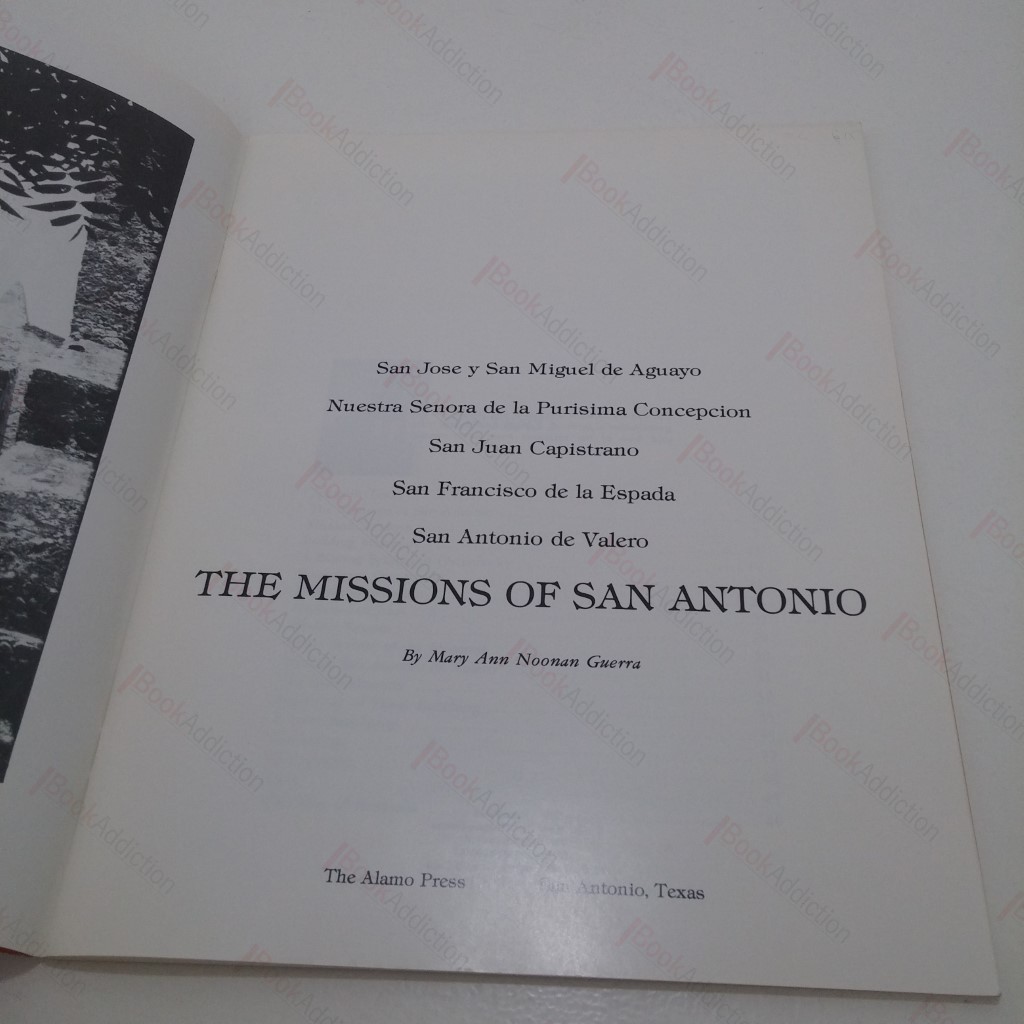 San Jose y San Miguel de Aguayo
Nuestra Senora de la Purisima Concepcion
San Juan Capistrano
San Francisco de la Espada
San Antonio de Valero
THE MISSIONS OF SAN ANTONIO
By Mary Ann Noonan Guerra
The Alamo Press San Antonio, Texas
BookAddiction